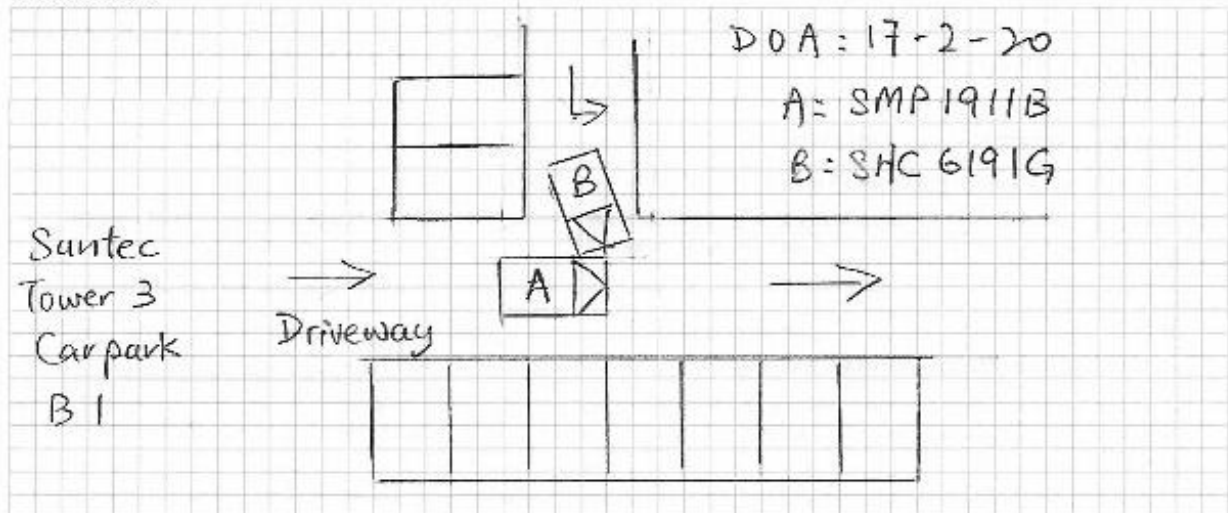 DOA: 17-2-20
A: SMP1911B
B: SHC6191G
B
A
Suntec
Tower 3
Carpark
B1
Driveway